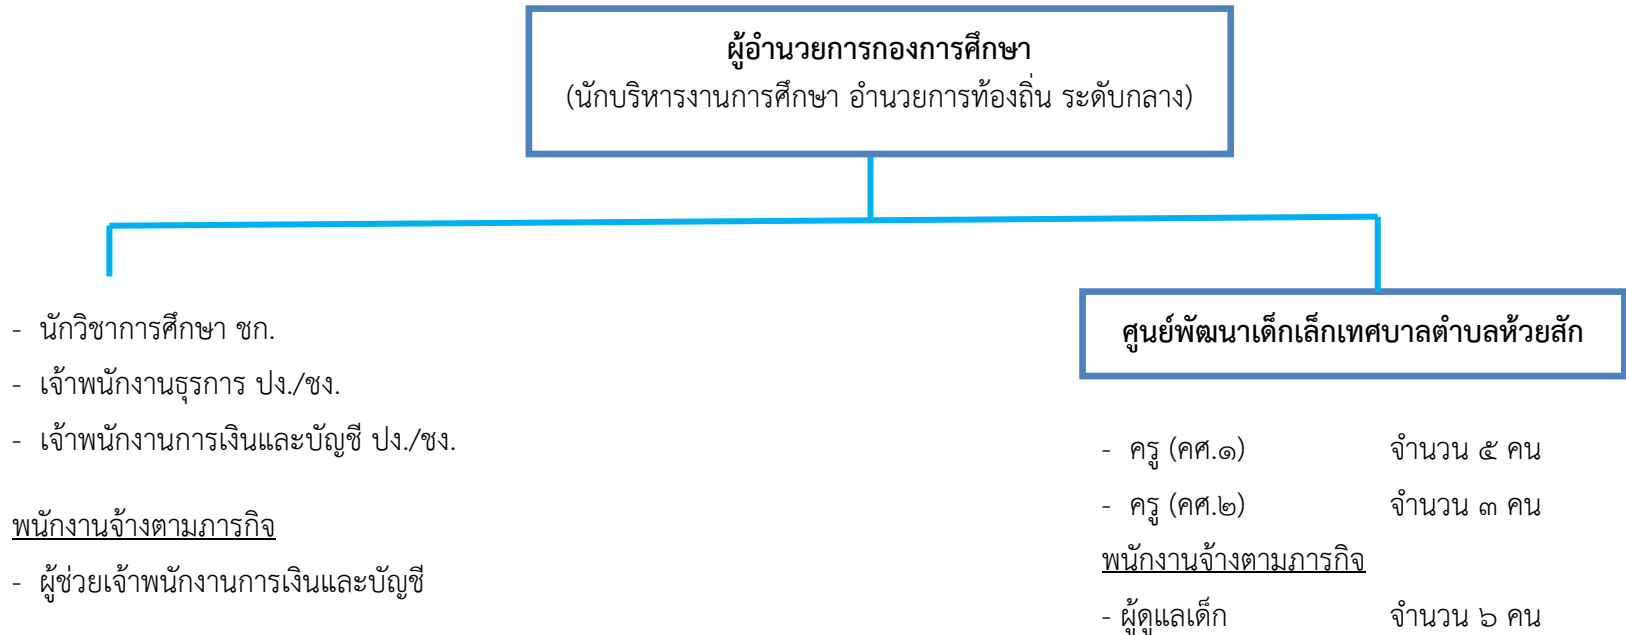 ผู้อำนวยการกองการศึกษา
(นักบริหารงานการศึกษา อำนวยการท้องถิ่น ระดับกลาง)
- นักวิชาการศึกษา ชก.
- เจ้าพนักงานธุรการ ปง./ชง.
- เจ้าพนักงานการเงินและบัญชี ปง./ชง.
พนักงานจ้างตามภารกิจ
- ผู้ช่วยเจ้าพนักงานการเงินและบัญชี
ศูนย์พัฒนาเด็กเล็กเทศบาลตำบลห้วยสัก
- ครู (คศ.๑) จำนวน ๕ คน
- ครู (คศ.๒) จำนวน ๓ คน
พนักงานจ้างตามภารกิจ
- ผู้ดูแลเด็ก จำนวน ๖ คน